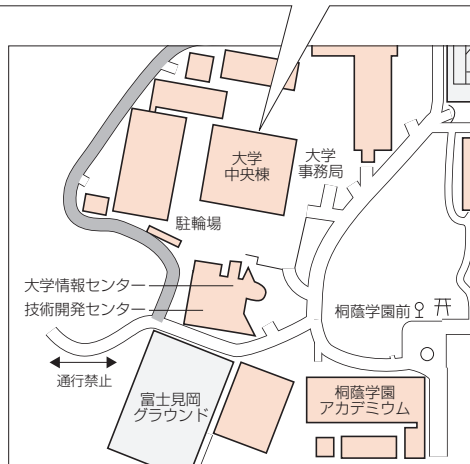 大学
中央棟
大学
事務局
駐輪場
大学情報センター
技術開発センター
桐蔭学園前
通行禁止
富士見岡
グラウンド
桐蔭学園
アカデミウム